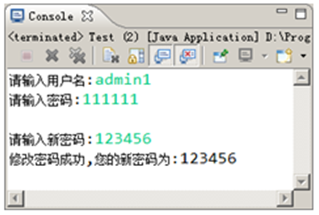 Console
<terminated> Test (2) [Java Application] D:\Prog
请输入用户名:admin1
请输入密码:111111
请输入新密码:123456
修改密码成功,您的新密码为:123456